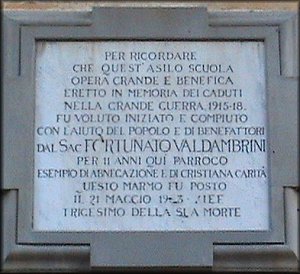 PER RICORDARE
CHE QUEST'ASILO SCUOLA
OPERA GRANDE E BENEFICA
ERETTO IN MEMORIA DEI CADUTI
NELLA GRANDE GUERRA 1915-18.
FU VOLUTO INIZIATO E COMPIUTO
CON L'AIUTO DEL POPOLO E DI BENEFATTORI
DAL SAC. FORTUNATO VALDAMBRINI
PER 11 ANNI QUI PARROCO
ESEMPIO DI ABNEGAZIONE E DI CRISTIANA CARITÀ
QUESTO MARMO FU POSTO
IL 21 MAGGIO
TRIGESIMO DELLA SUA MORTE